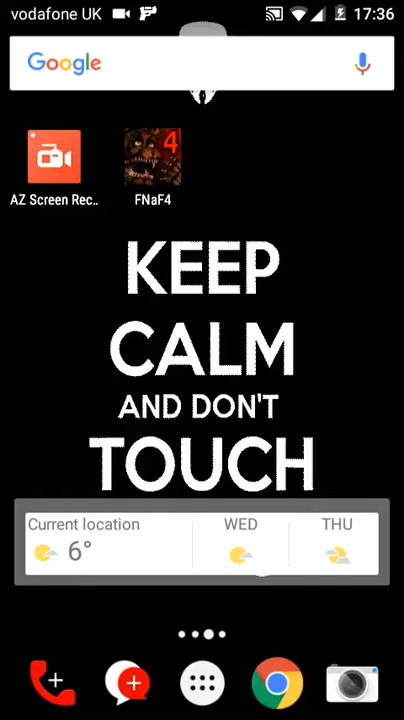 vodafone UK 17:36
Google
4
AZ Screen Rec.. FNaF4
KEEP
CALM
AND DON'T
TOUCH
Current location WED THU
6°